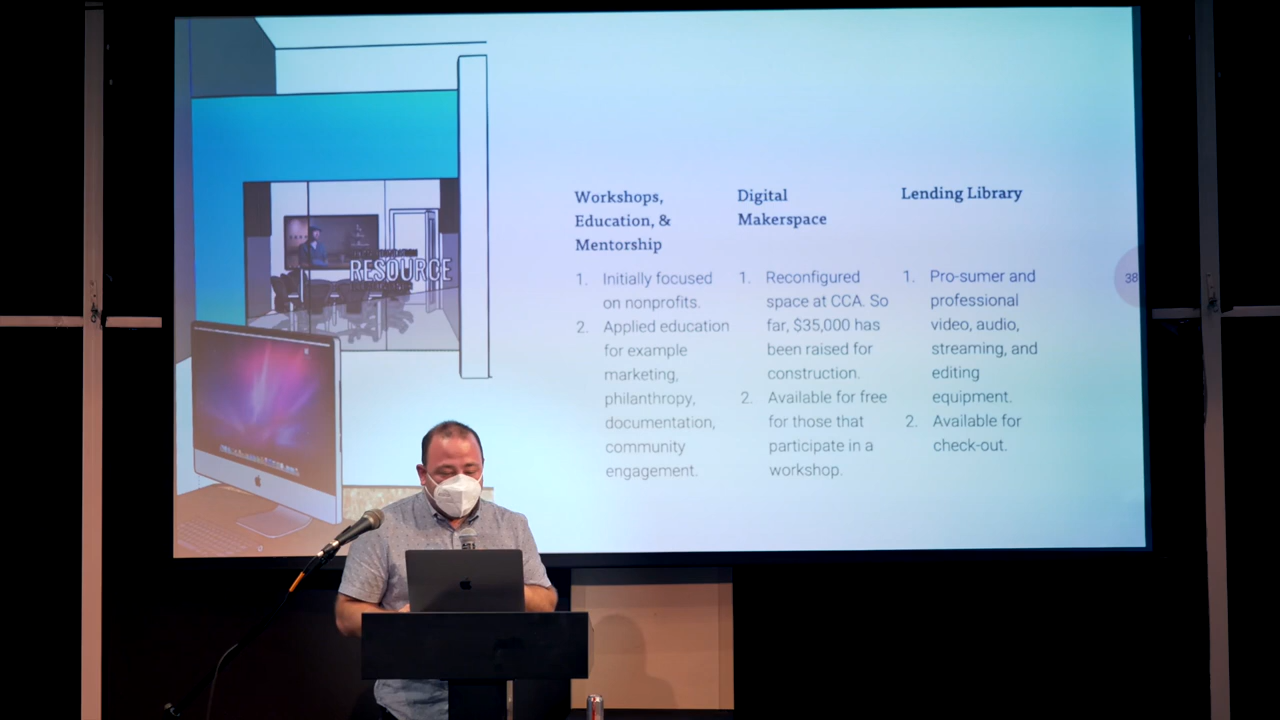 RESOURCE
Workshops,
Education, &
Mentorship
1. Initially focused
on nonprofits.
2. Applied education
for example
marketing,
philanthropy,
documentation,
community
engagement.
Digital
Makerspace
1. Reconfigured
space at CCA. So
far, $35,000 has
been raised for
construction.
2. Available for free
for those that
participate in a
workshop.
Lending Library
1. Pro-sumer and
professional
video, audio,
streaming, and
editing
equipment.
2. Available for
check-out.
38